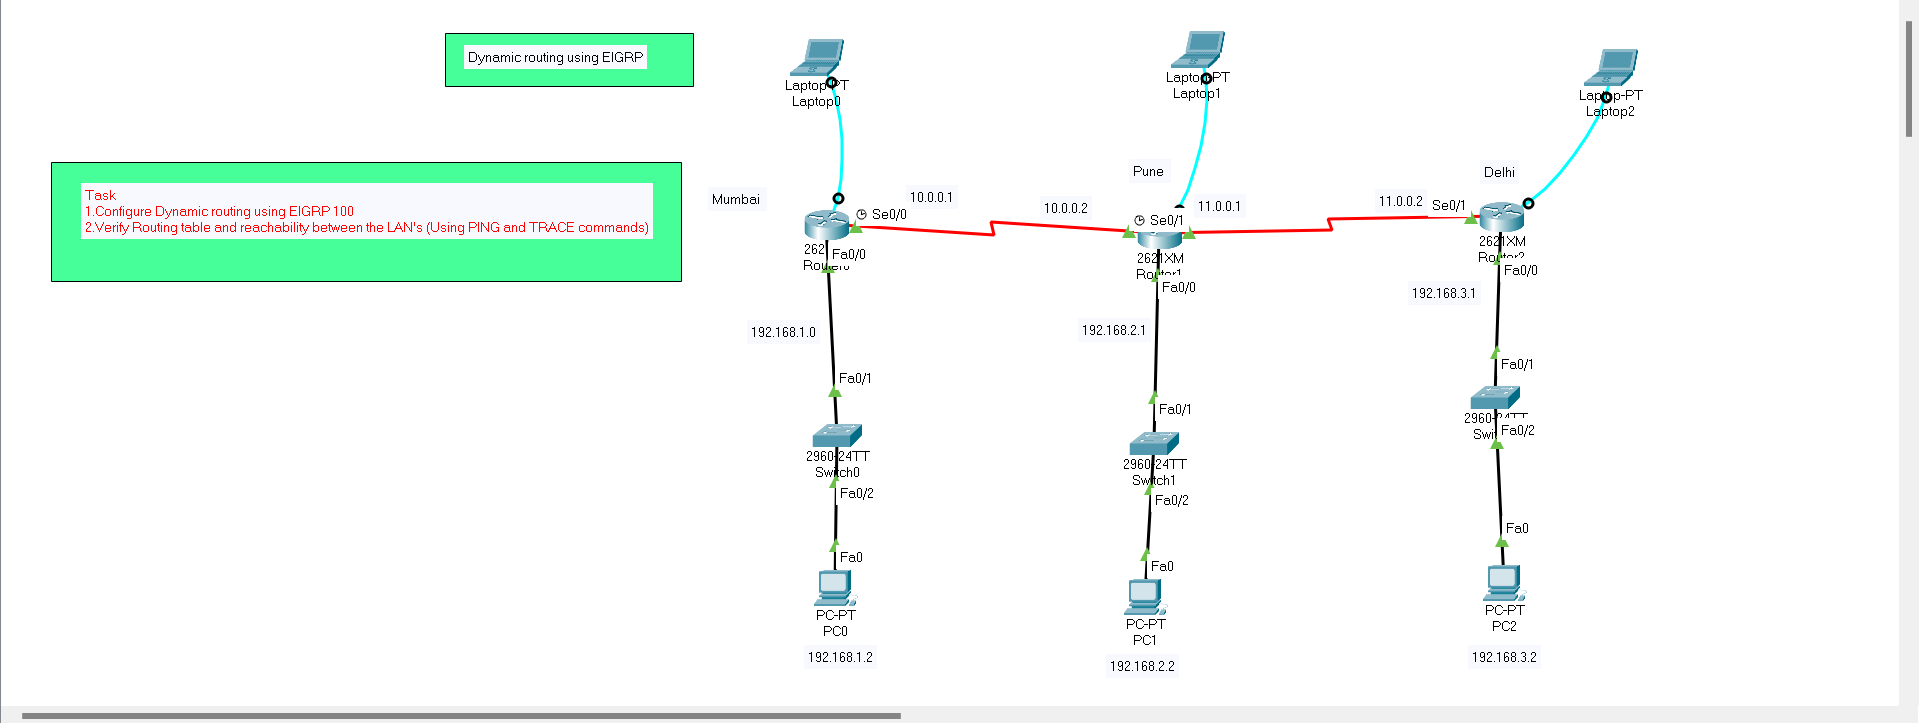 Dynamic routing using EIGRP
Task
1.Configure Dynamic routing using EIGRP 100
2.Verify Routing table and reachability between the LAN's (Using PING and TRACE commands)
Laptop-PT
Laptop0
Laptop-PT
Laptop1
Laptop-PT
Laptop2
Mumbai
Pune
Delhi
10.0.0.1
10.0.0.2
11.0.0.1
11.0.0.2
Se0/0
Se0/1
Se0/1
262
Fa0/0
Router0
2621XM
Router1
Fa0/0
2621XM
Router2
Fa0/0
192.168.1.0
192.168.2.1
192.168.3.1
Fa0/1
2960-24TT
Switch0
Fa0/2
Fa0
PC-PT
PC0
192.168.1.2
Fa0/1
2960-24TT
Switch1
Fa0/2
Fa0
PC-PT
PC1
192.168.2.2
Fa0/1
2960-24TT
Swit
Fa0/2
Fa0
PC-PT
PC2
192.168.3.2